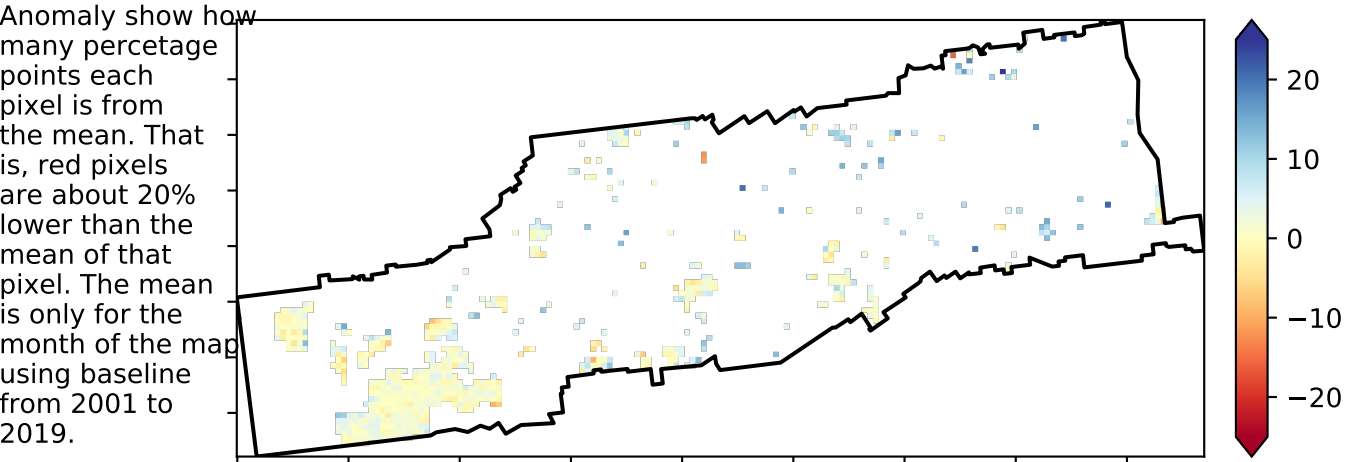 Anomaly show how
many percetage
points each
pixel is from
the mean. That
is, red pixels
are about 20%
lower than the
mean of that
pixel. The mean
is only for the
month of the map
using baseline
from 2001 to
2019.
20
10
0
−10
−20